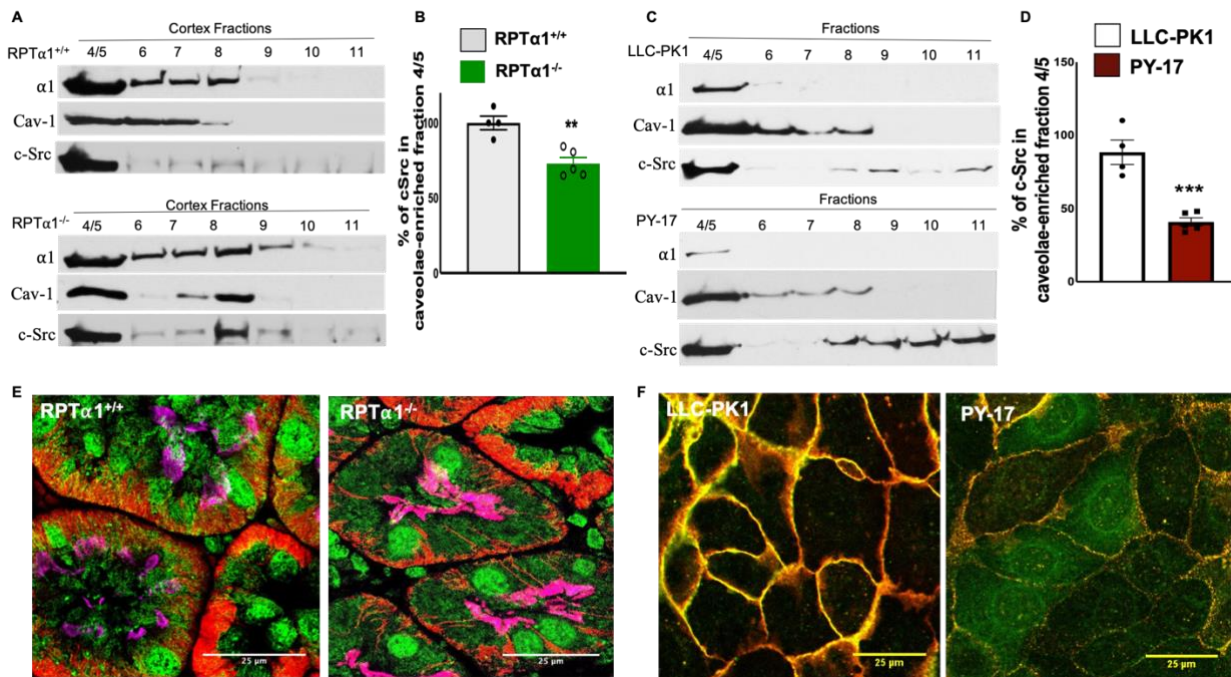 A
Cortex Fractions
RPTα1+/+ 4/5 6 7 8 9 10 11
α1
Cav-1
c-Src
Cortex Fractions
RPTα1-/- 4/5 6 7 8 9 10 11
α1
Cav-1
c-Src
B
RPTα1+/+
RPTα1-/-
% of cSrc in
caveolae-enriched fraction 4/5
100
50
0
**
C
Fractions
LLC-PK1 4/5 6 7 8 9 10 11
α1
Cav-1
c-Src
Fractions
PY-17 4/5 6 7 8 9 10 11
α1
Cav-1
c-Src
D
LLC-PK1
PY-17
% of c-Src in
caveolae-enriched fraction 4/5
150
100
50
0
***
E
RPTα1+/+
25 µm
RPTα1-/-
25 µm
F
LLC-PK1
25 µm
PY-17
25 µm